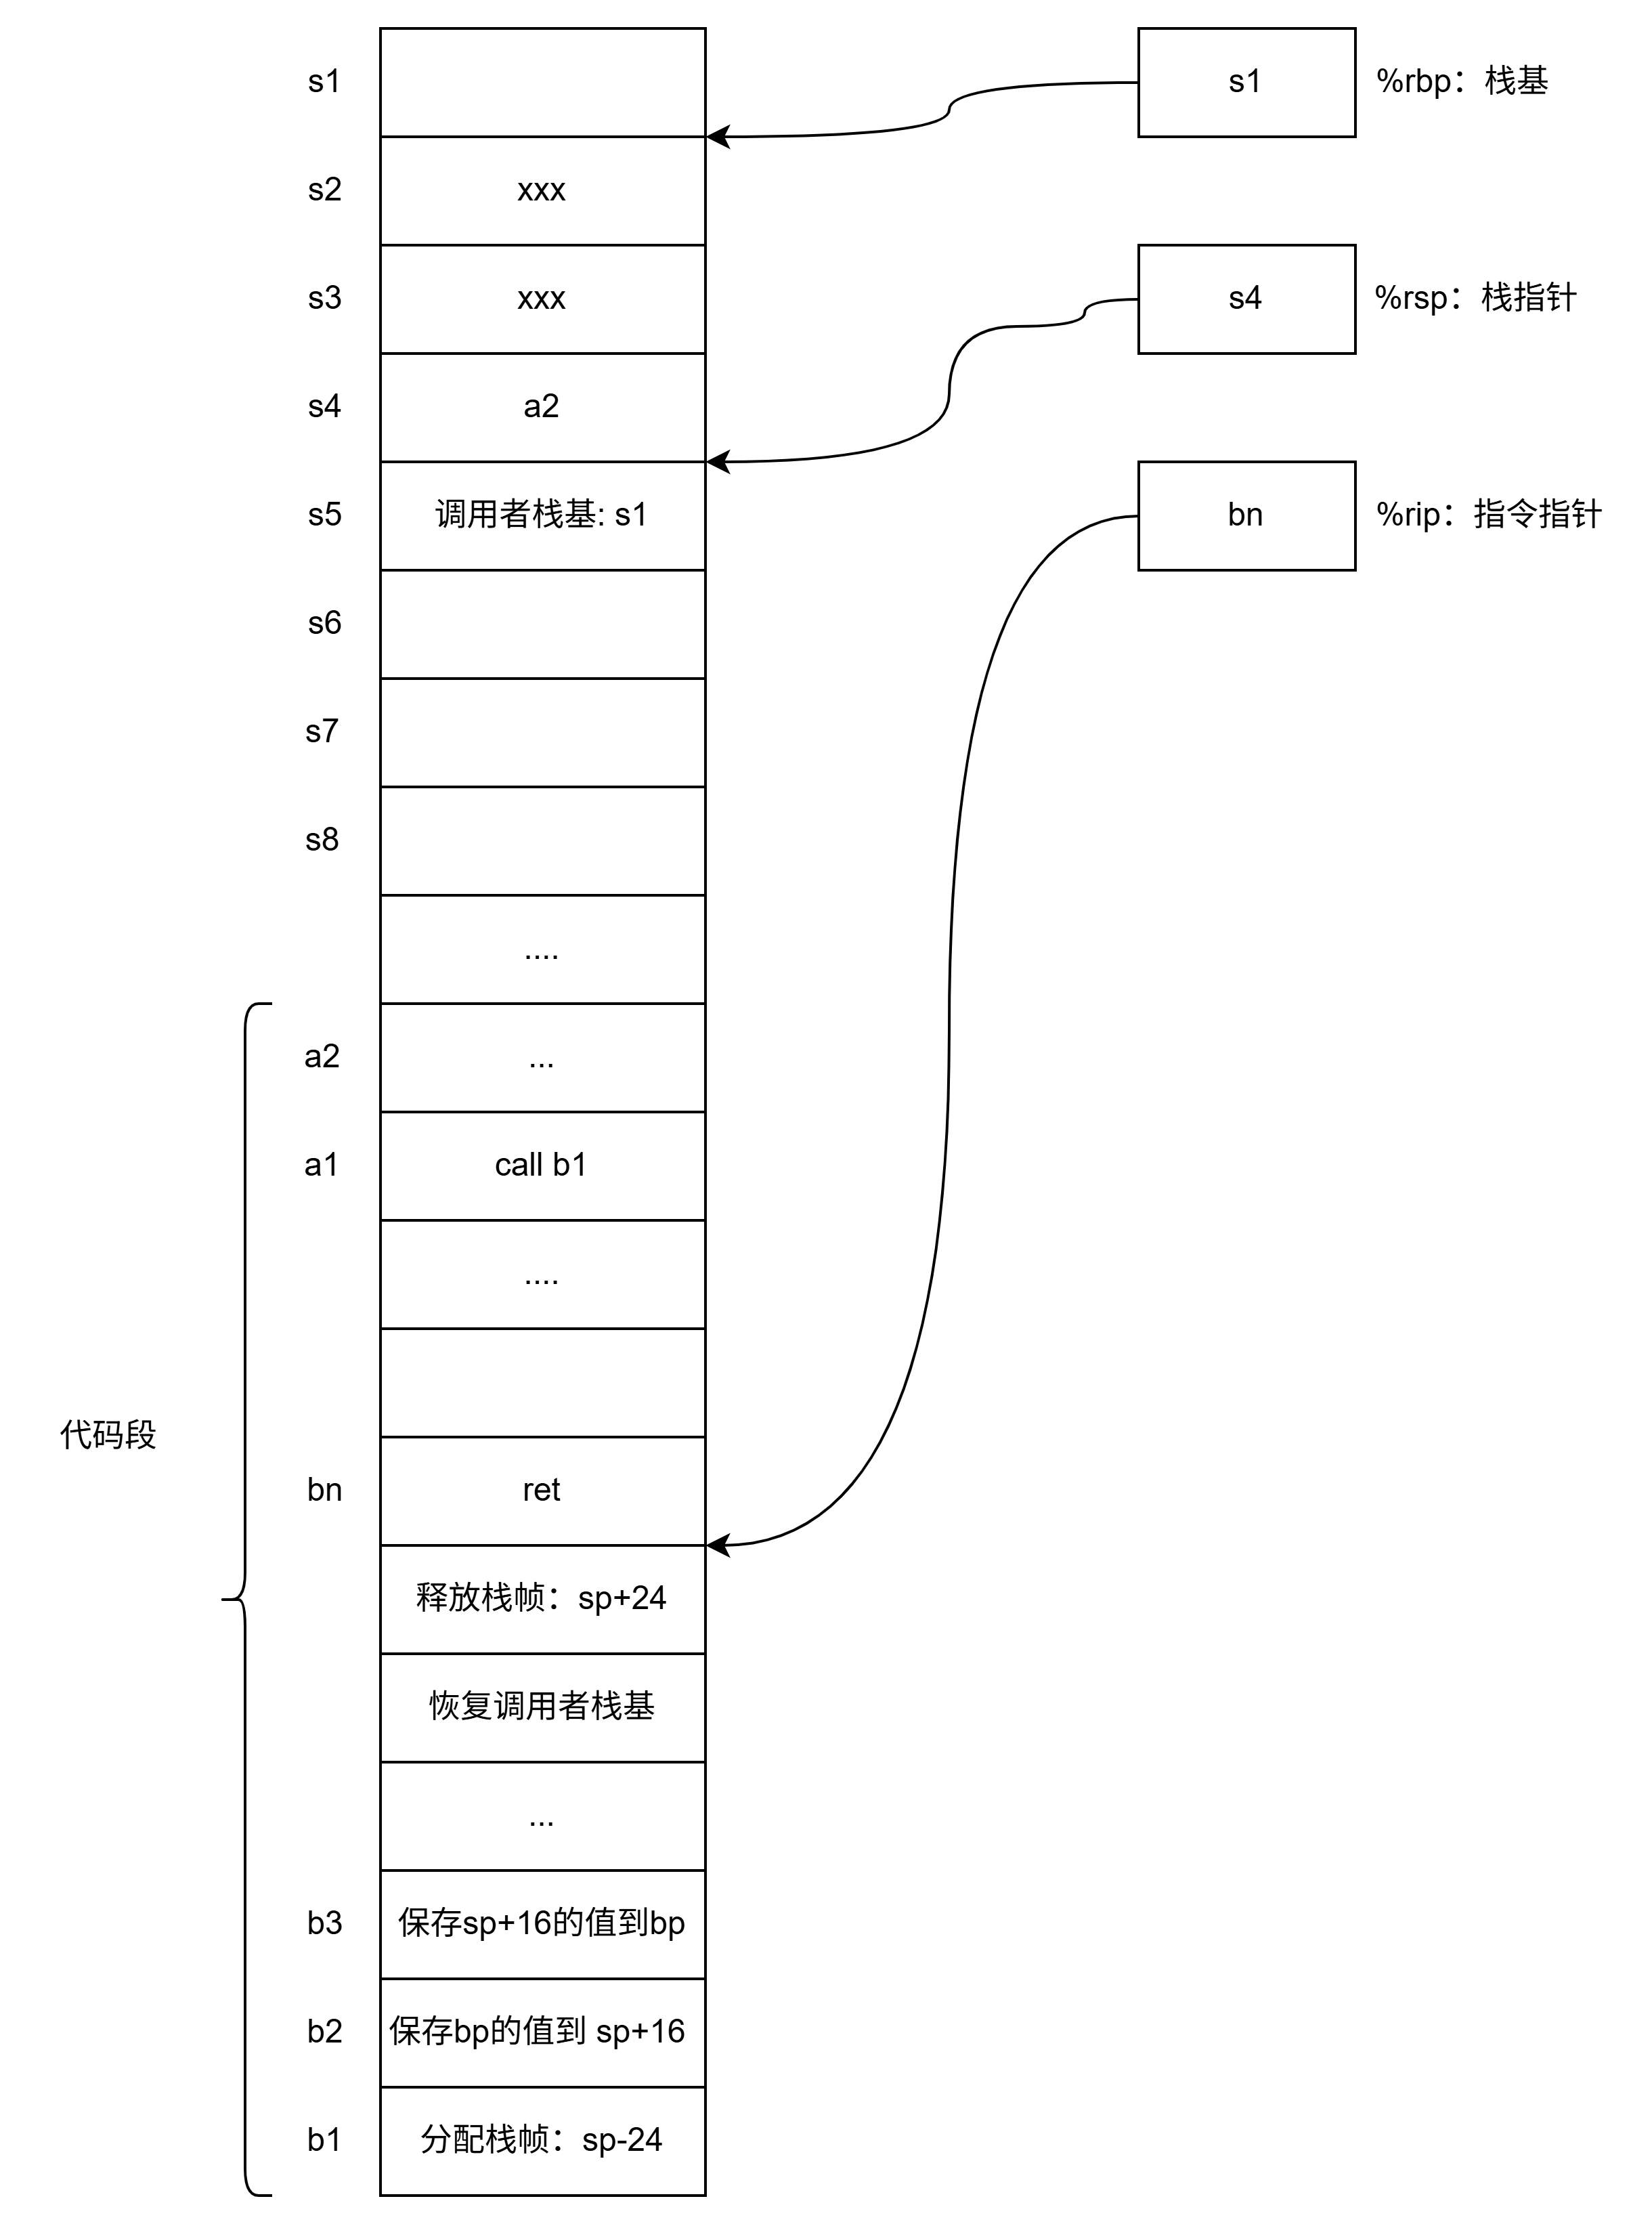 s1
s1
%rbp：栈基
s2
xxx
s3
xxx
s4
%rsp：栈指针
s4
a2
s5
调用者栈基: s1
bn
%rip：指令指针
s6
s7
s8
....
a2
...
a1
call b1
....
代码段
bn
ret
释放栈帧：sp+24
恢复调用者栈基
...
b3
保存sp+16的值到bp
b2
保存bp的值到 sp+16
b1
分配栈帧：sp-24